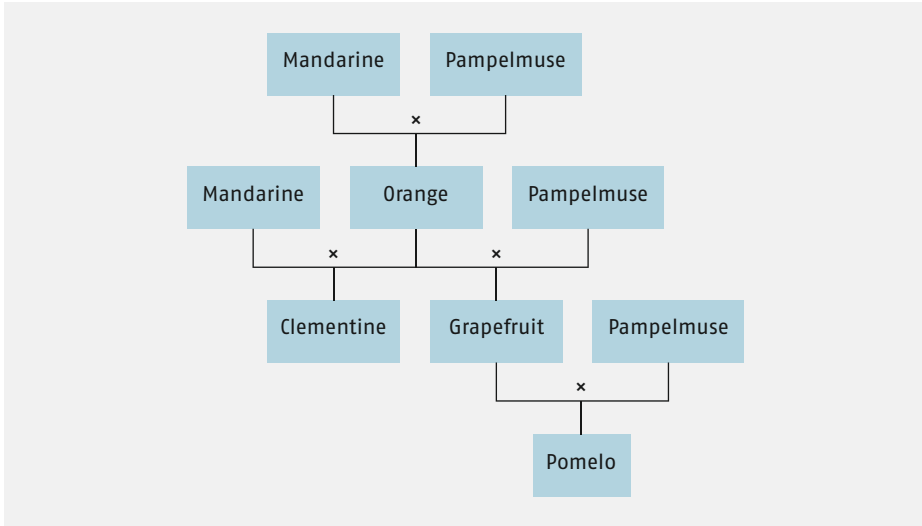 Mandarine Pampelmuse
×
Mandarine Orange Pampelmuse
× ×
Clementine Grapefruit Pampelmuse
×
Pomelo